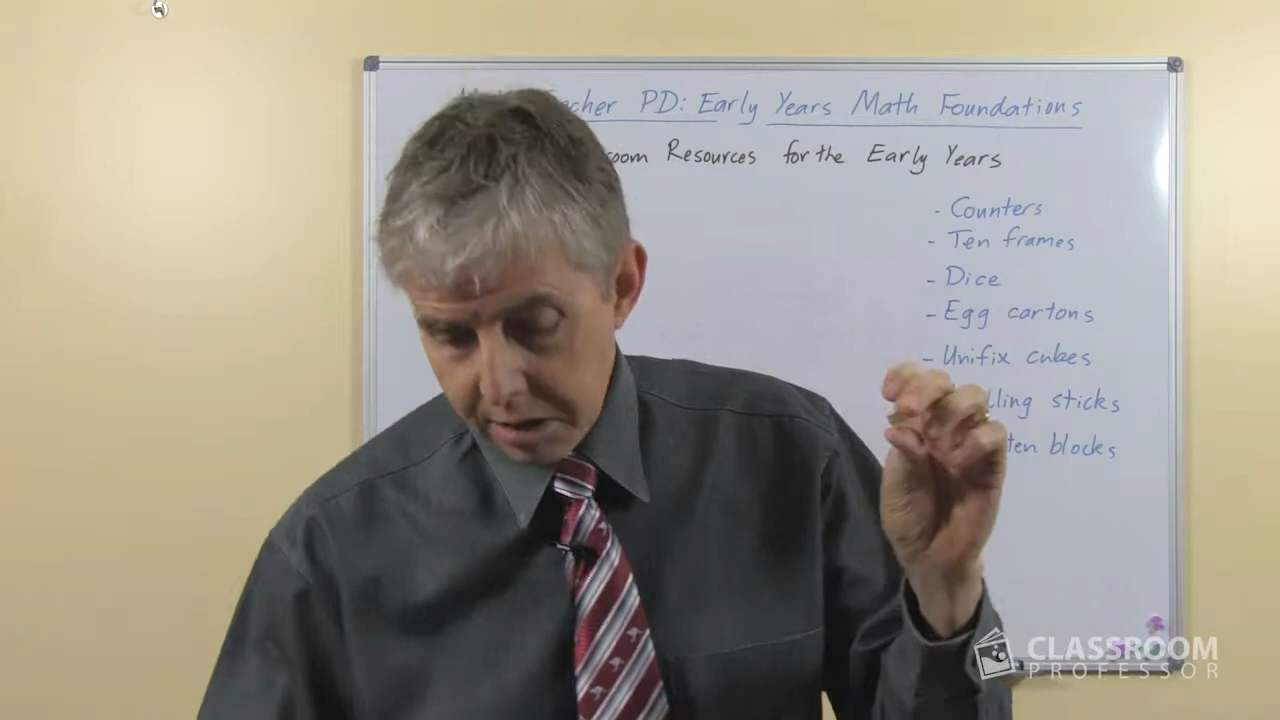 PD: Early Years Math Foundations
Resources for the Early Years
- Counters
- Ten frames
- Dice
- Egg cartons
- Unifix cubes
sticks
ten blocks
CLASSROOM
PROFESSOR